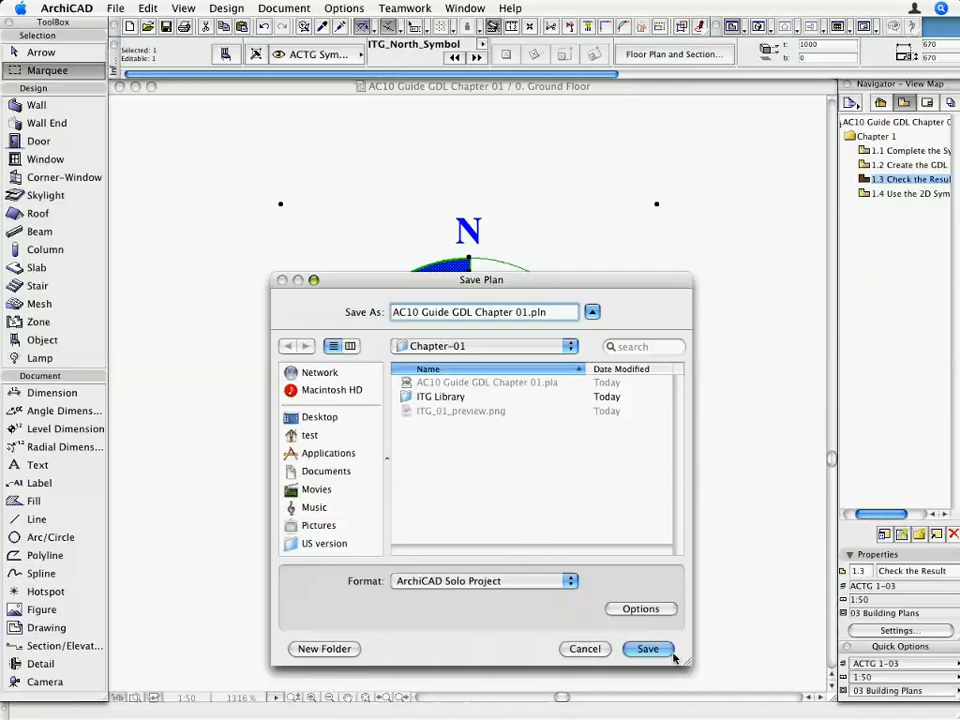 ArchiCAD File Edit View Design Document Options Teamwork Window Help
Selection
Arrow
Marquee
Design
Wall
Wall End
Door
Window
Corner-Window
Skylight
Roof
Beam
Column
Slab
Stair
Mesh
Zone
Object
Lamp
Document
Dimension
Angle Dimens...
Level Dimension
Radial Dimens...
Text
Label
Fill
Line
Arc/Circle
Polyline
Spline
Hotspot
Figure
Drawing
Section/Elevat...
Detail
Camera
ToolBox
Selected: 1
Editable: 1
ACTG Sym...
ITG_North_Symbol
Floor Plan and Section...
t: 1000
b: 0
670
670
AC10 Guide GDL Chapter 01 / 0. Ground Floor
N
Save Plan
Save As: AC10 Guide GDL Chapter 01.pln
Chapter-01
search
Name Date Modified
AC10 Guide GDL Chapter 01.pla Today
ITG Library Today
ITG_01_preview.png Today
Network
Macintosh HD
Desktop
test
Applications
Documents
Movies
Music
Pictures
US version
Format: ArchiCAD Solo Project
Options
New Folder Cancel Save
1:50 1316 %
Navigator - View Map
AC10 Guide GDL Chapter 0
Chapter 1
1.1 Complete the Sy
1.2 Create the GDL
1.3 Check the Resul
1.4 Use the 2D Sym
Properties
1.3 Check the Result
ACTG 1-03
1:50
03 Building Plans
Settings...
Quick Options
ACTG 1-03
1:50
03 Building Plans